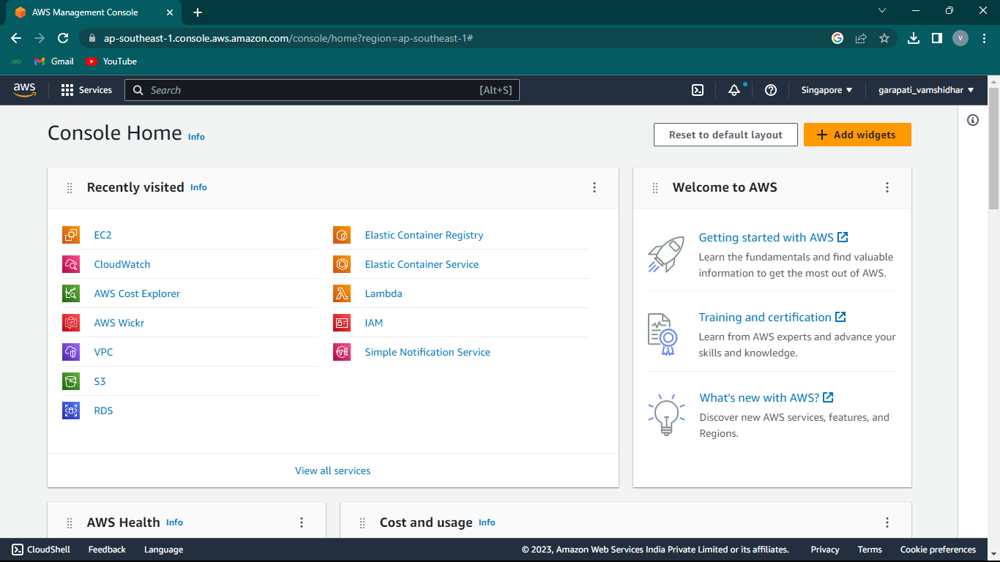 AWS Management Console
ap-southeast-1.console.aws.amazon.com/console/home?region=ap-southeast-1#
V
Gmail
YouTube
aws
Services
Search
[Alt+S]
Singapore
garapati_vamshidhar
Console Home Info
Reset to default layout
Add widgets
Recently visited Info
EC2
CloudWatch
AWS Cost Explorer
AWS Wickr
VPC
S3
RDS
Elastic Container Registry
Elastic Container Service
Lambda
IAM
Simple Notification Service
View all services
Welcome to AWS
Getting started with AWS
Learn the fundamentals and find valuable
information to get the most out of AWS.
Training and certification
Learn from AWS experts and advance your
skills and knowledge.
What's new with AWS?
Discover new AWS services, features, and
Regions.
AWS Health Info
Cost and usage Info
CloudShell
Feedback
Language
© 2023, Amazon Web Services India Private Limited or its affiliates.
Privacy
Terms
Cookie preferences